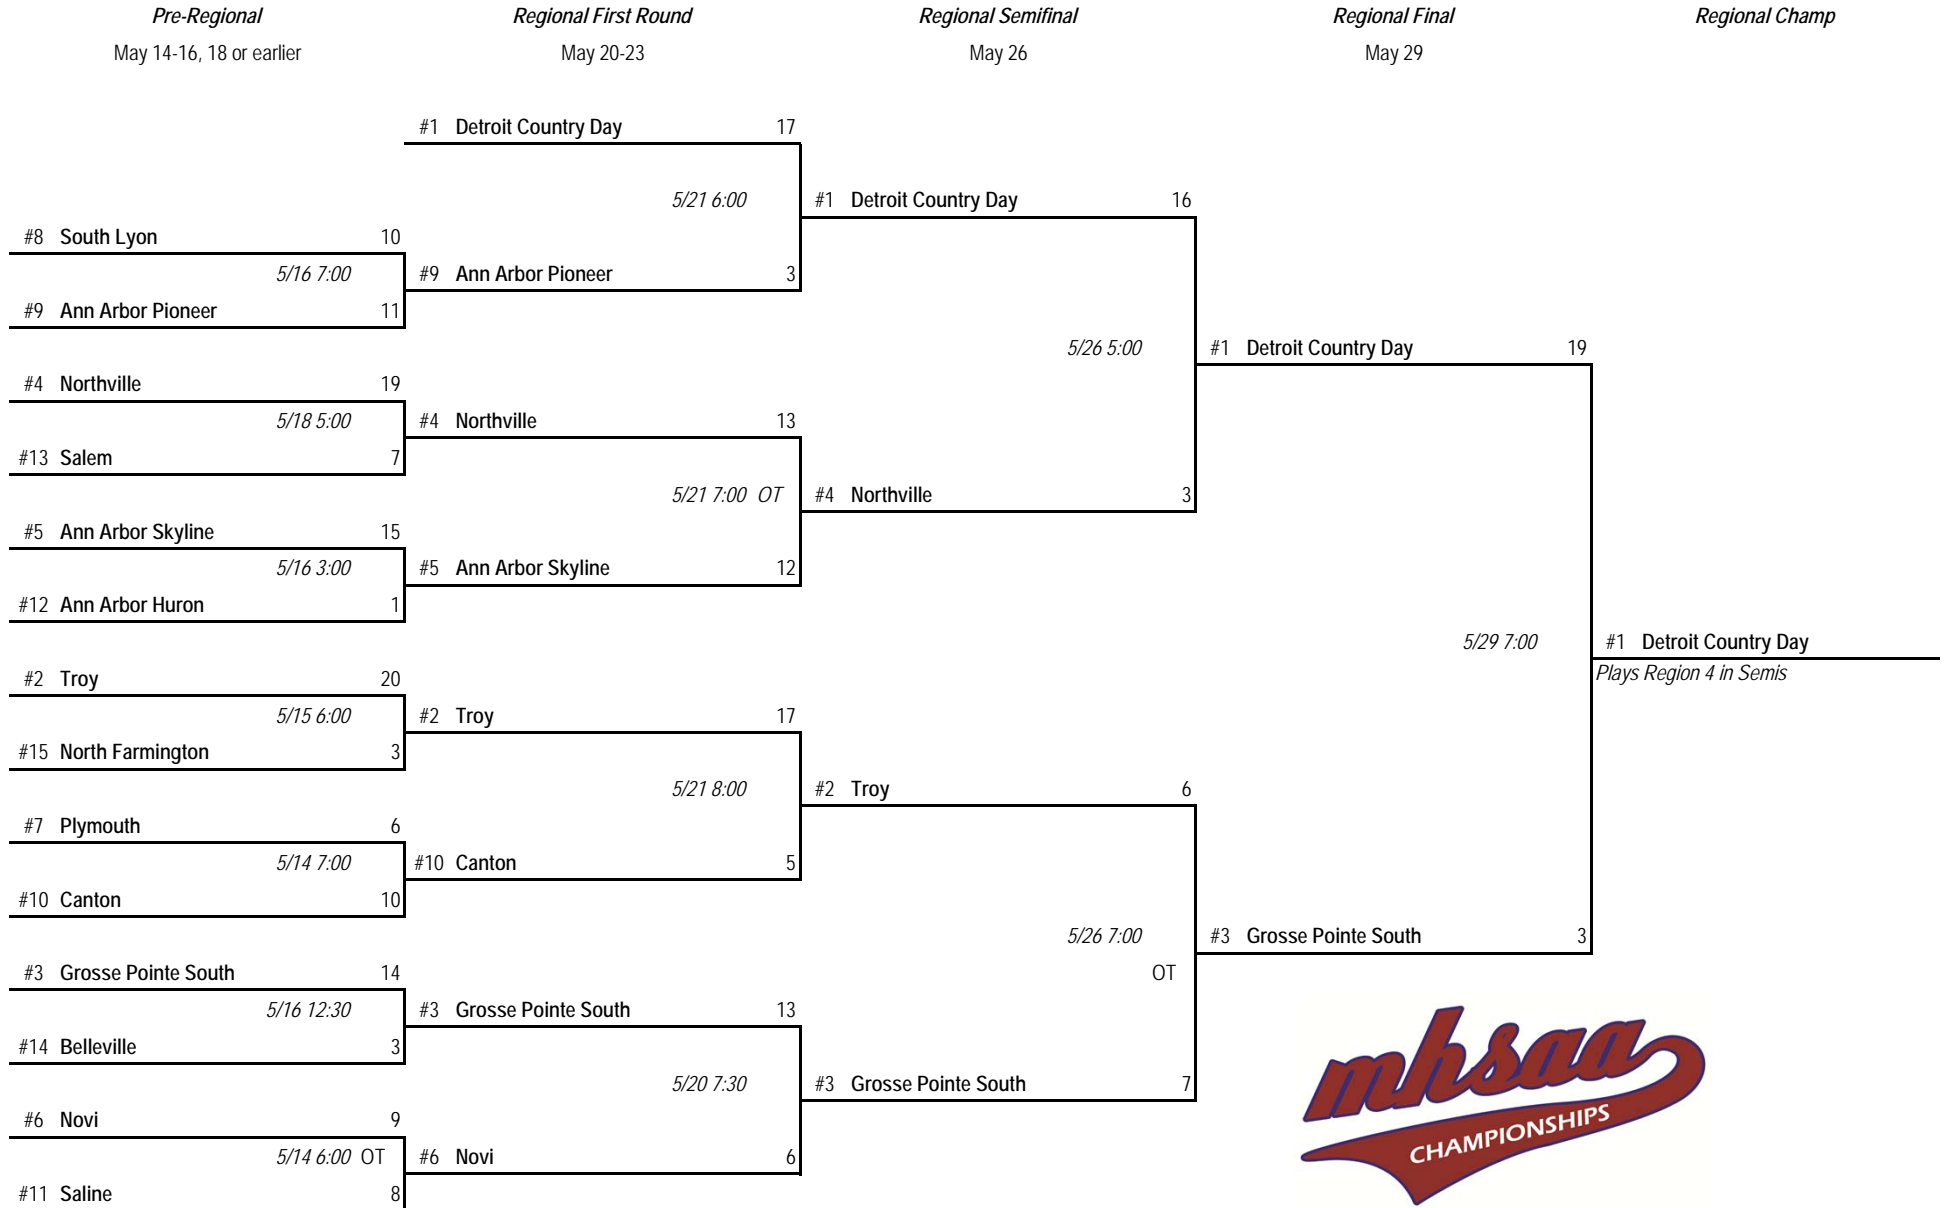 Pre-Regional Regional First Round Regional Semifinal Regional Final Regional Champ
May 14-16, 18 or earlier May 20-23 May 26 May 29
#1 Detroit Country Day 17
5/21 6:00 #1 Detroit Country Day 16
#8 South Lyon 10
5/16 7:00 #9 Ann Arbor Pioneer 3
#9 Ann Arbor Pioneer 11
5/26 5:00 #1 Detroit Country Day 19
#4 Northville 19
5/18 5:00 #4 Northville 13
#13 Salem 7
5/21 7:00 OT #4 Northville 3
#5 Ann Arbor Skyline 15
5/16 3:00 #5 Ann Arbor Skyline 12
#12 Ann Arbor Huron 1
5/29 7:00 #1 Detroit Country Day
Plays Region 4 in Semis
#2 Troy 20
5/15 6:00 #2 Troy 17
#15 North Farmington 3
5/21 8:00 #2 Troy 6
#7 Plymouth 6
5/14 7:00 #10 Canton 5
#10 Canton 10
5/26 7:00 #3 Grosse Pointe South 3
#3 Grosse Pointe South 14 OT
5/16 12:30 #3 Grosse Pointe South 13
#14 Belleville 3
5/20 7:30 #3 Grosse Pointe South 7
#6 Novi 9
5/14 6:00 OT #6 Novi 6
#11 Saline 8
mhsaa
CHAMPIONSHIPS